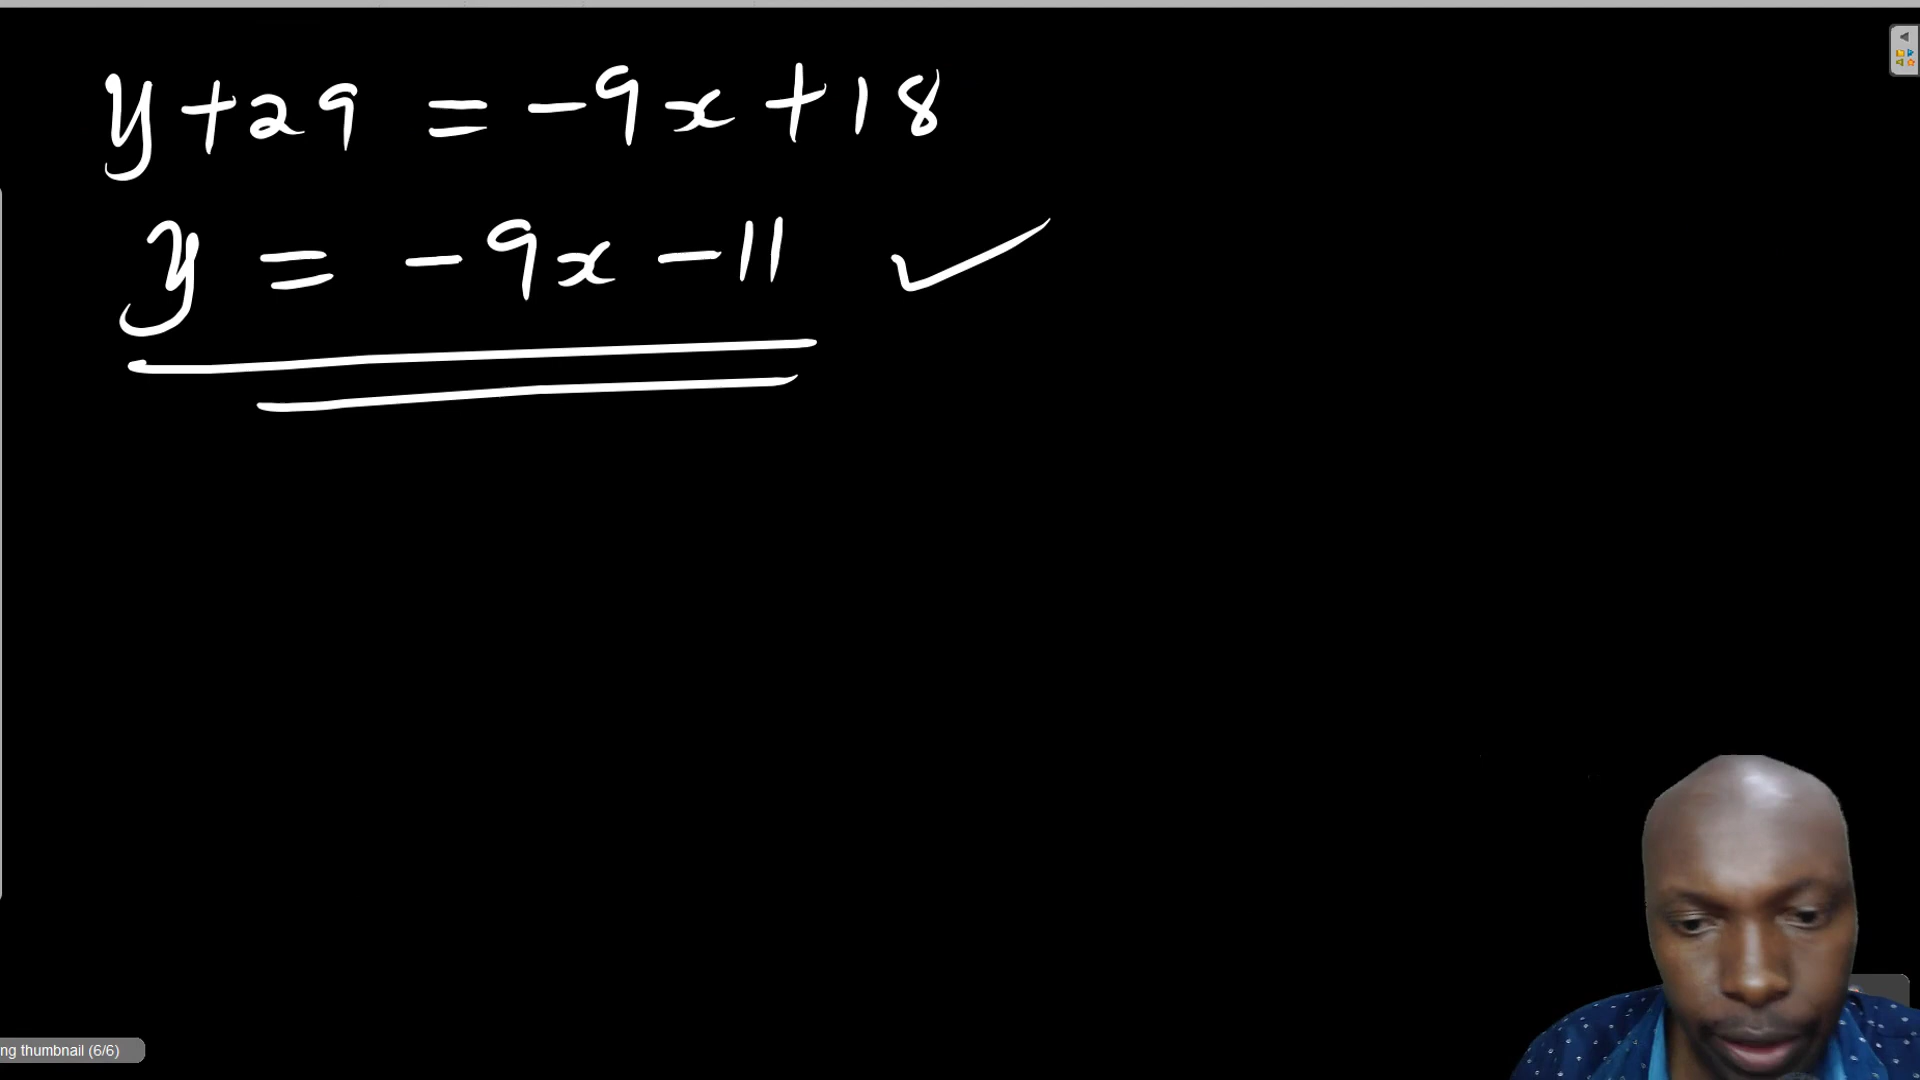 y + 29 = -9x + 18
y = -9x - 11 ✓
ng thumbnail (6/6)